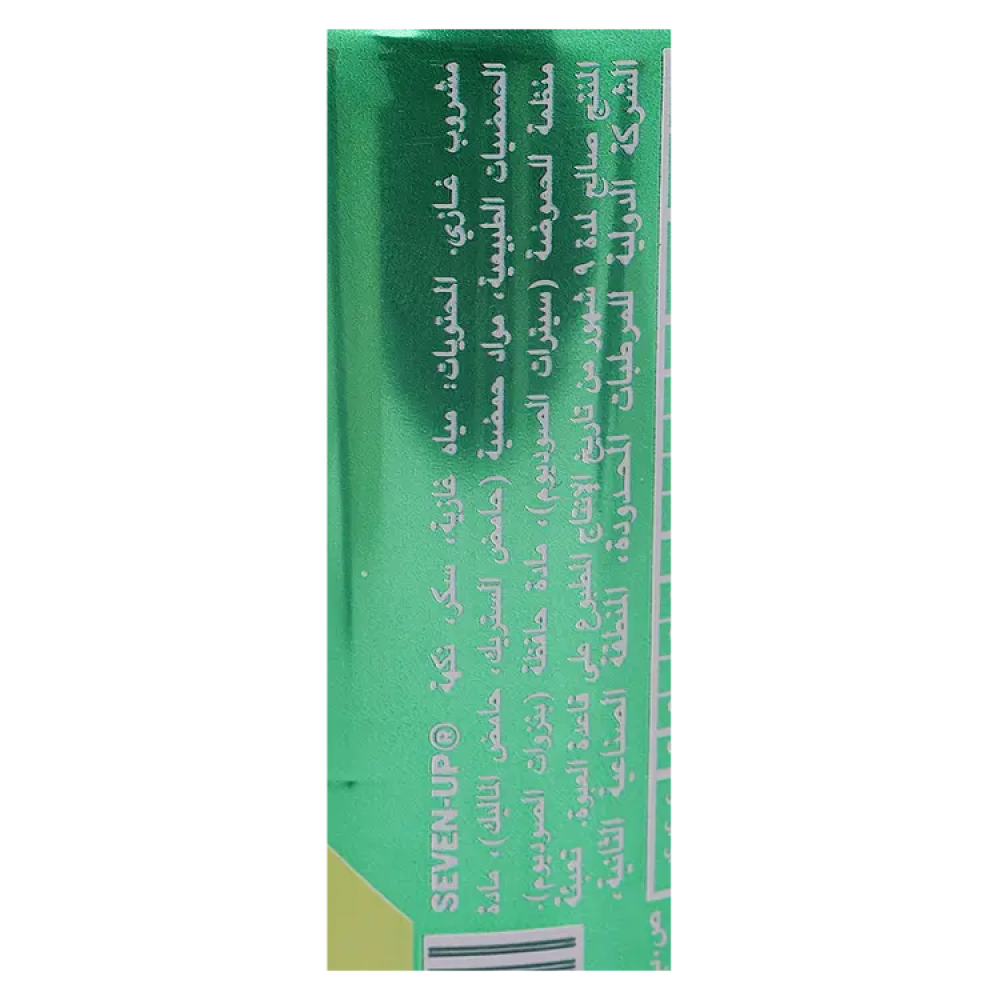 مشروب غازي. المحتويات: مياه غازية، سكر، نكهة SEVEN-UP®
الحمضيات الطبيعية، مواد حمضية (حامض الستريك، حامض الماليك)، مادة
منظمة للحموضة (سيترات الصوديوم)، مادة حافظة (بنزوات الصوديوم).
المنتج صالح لمدة ٩ شهور من تاريخ الإنتاج المطبوع على قاعدة العبوة. تعبئة
الشركة الدولية للمرطبات المحدودة، المنطقة الصناعية الثانية،
ص.ب